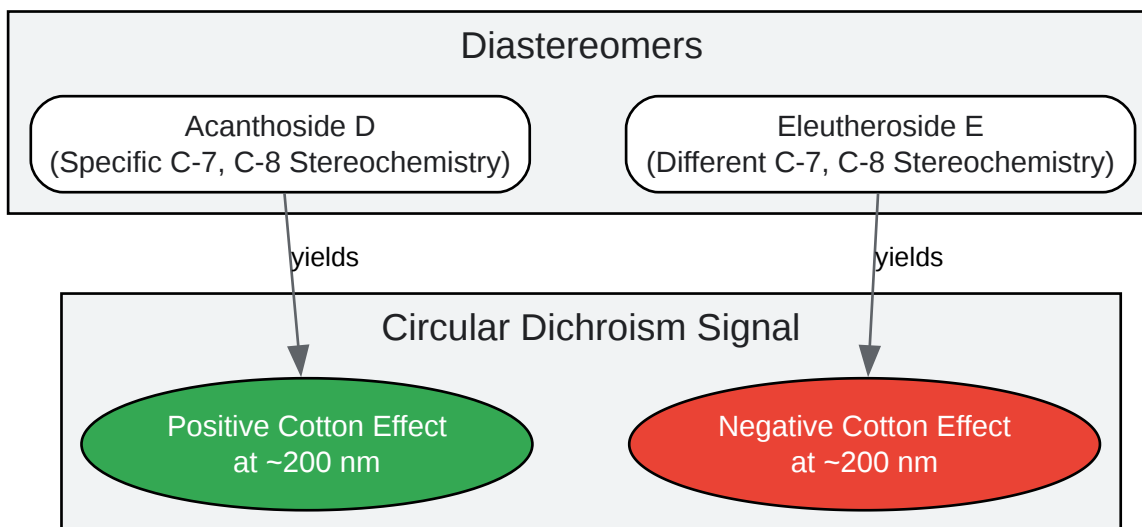 Diastereomers
Acanthoside D
(Specific C-7, C-8 Stereochemistry)
Eleutheroside E
(Different C-7, C-8 Stereochemistry)
yields
yields
Circular Dichroism Signal
Positive Cotton Effect
at ~200 nm
Negative Cotton Effect
at ~200 nm